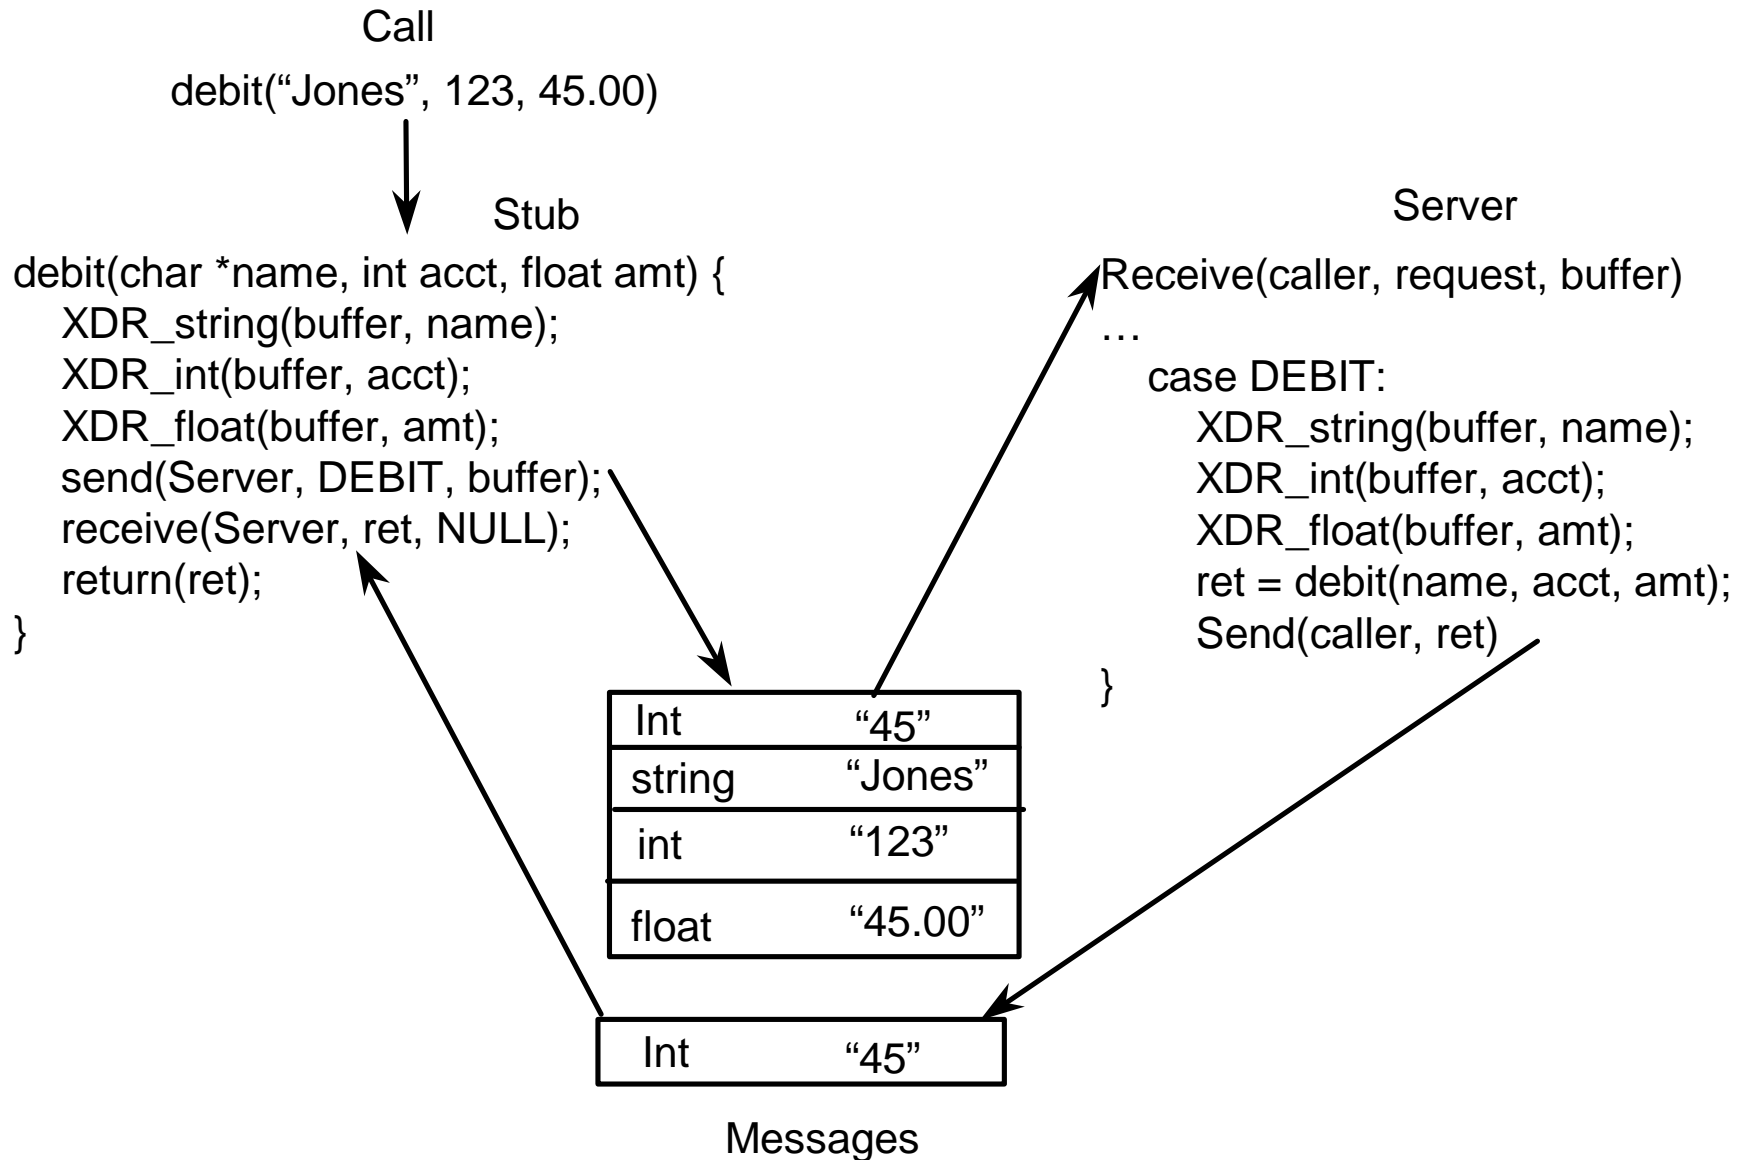 Call
debit(“Jones”, 123, 45.00)
Stub
debit(char *name, int acct, float amt) {
XDR_string(buffer, name);
XDR_int(buffer, acct);
XDR_float(buffer, amt);
send(Server, DEBIT, buffer);
receive(Server, ret, NULL);
return(ret);
}
Server
Receive(caller, request, buffer)
…
case DEBIT:
XDR_string(buffer, name);
XDR_int(buffer, acct);
XDR_float(buffer, amt);
ret = debit(name, acct, amt);
Send(caller, ret)
}
Int “45”
string “Jones”
int “123”
float “45.00”
Int “45”
Messages